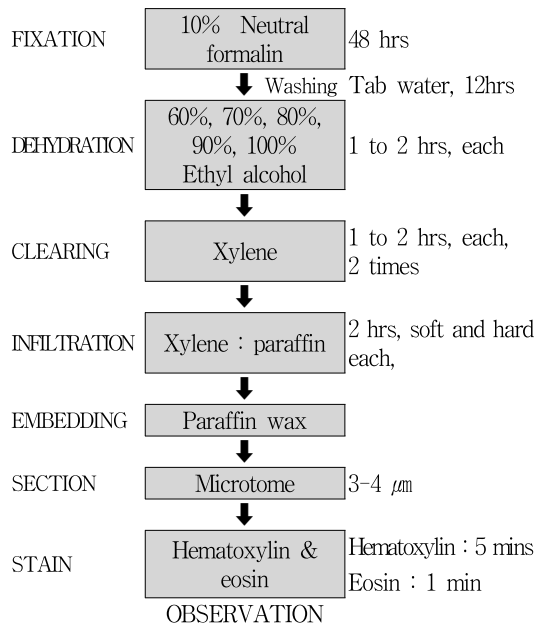 FIXATION
10% Neutral
formalin
48 hrs
Washing Tab water, 12hrs
DEHYDRATION
60%, 70%, 80%,
90%, 100%
Ethyl alcohol
1 to 2 hrs, each
CLEARING
Xylene
1 to 2 hrs, each,
2 times
INFILTRATION
Xylene : paraffin
2 hrs, soft and hard
each,
EMBEDDING
Paraffin wax
SECTION
Microtome
3-4 μm
STAIN
Hematoxylin &
eosin
Hematoxylin : 5 mins
Eosin : 1 min
OBSERVATION